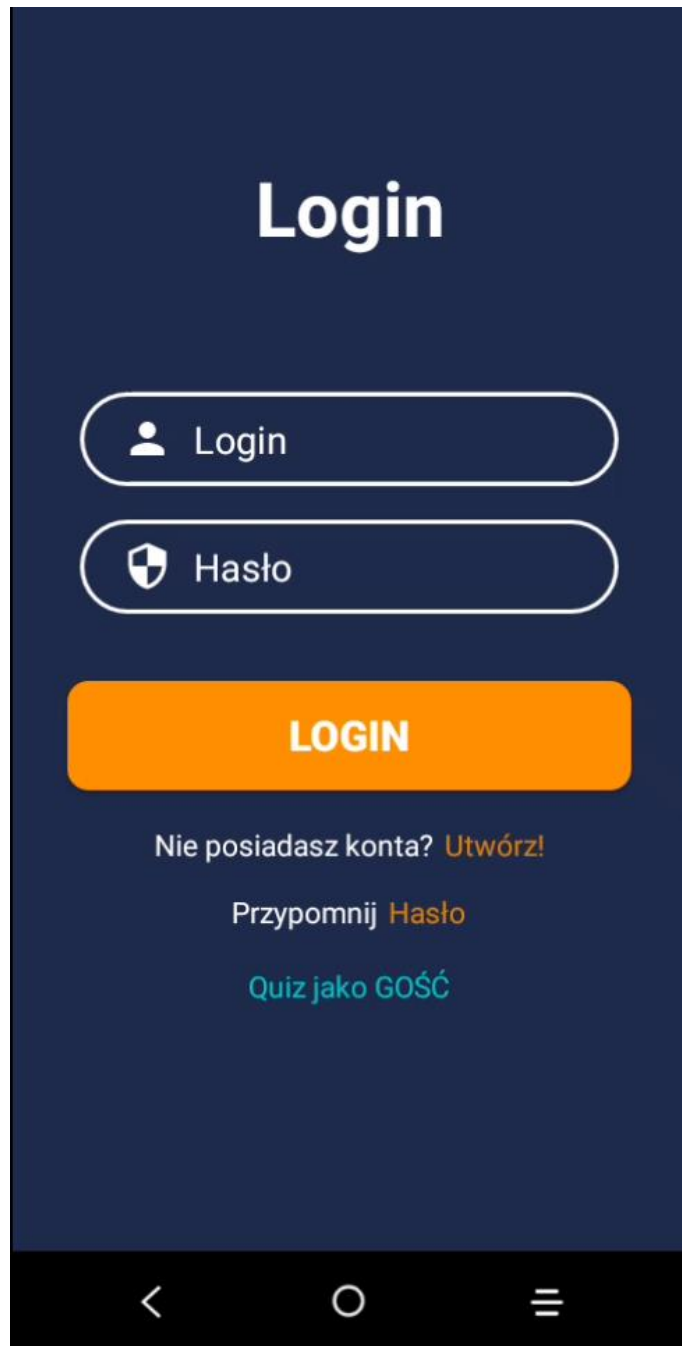 Login
Login
Hasło
LOGIN
Nie posiadasz konta? Utwórz!
Przypomnij Hasło
Quiz jako GOŚĆ